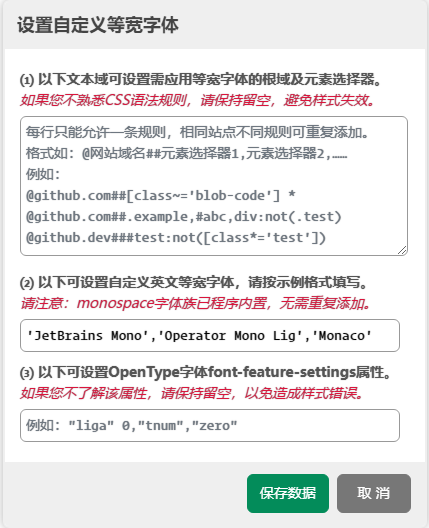 设置自定义等宽字体
(1) 以下文本域可设置需应用等宽字体的根域及元素选择器。
如果您不熟悉CSS语法规则，请保持留空，避免样式失效。
每行只能允许一条规则，相同站点不同规则可重复添加。
格式如：@网站域名##元素选择器1,元素选择器2,……
例如：
@github.com##[class~='blob-code'] *
@github.com##.example,#abc,div:not(.test)
@github.dev###test:not([class*='test'])
(2) 以下可设置自定义英文等宽字体，请按示例格式填写。
请注意：monospace字体族已程序内置，无需重复添加。
'JetBrains Mono','Operator Mono Lig','Monaco'
(3) 以下可设置OpenType字体font-feature-settings属性。
如果您不了解该属性，请保持留空，以免造成样式错误。
例如："liga" 0,"tnum","zero"
保存数据
取 消